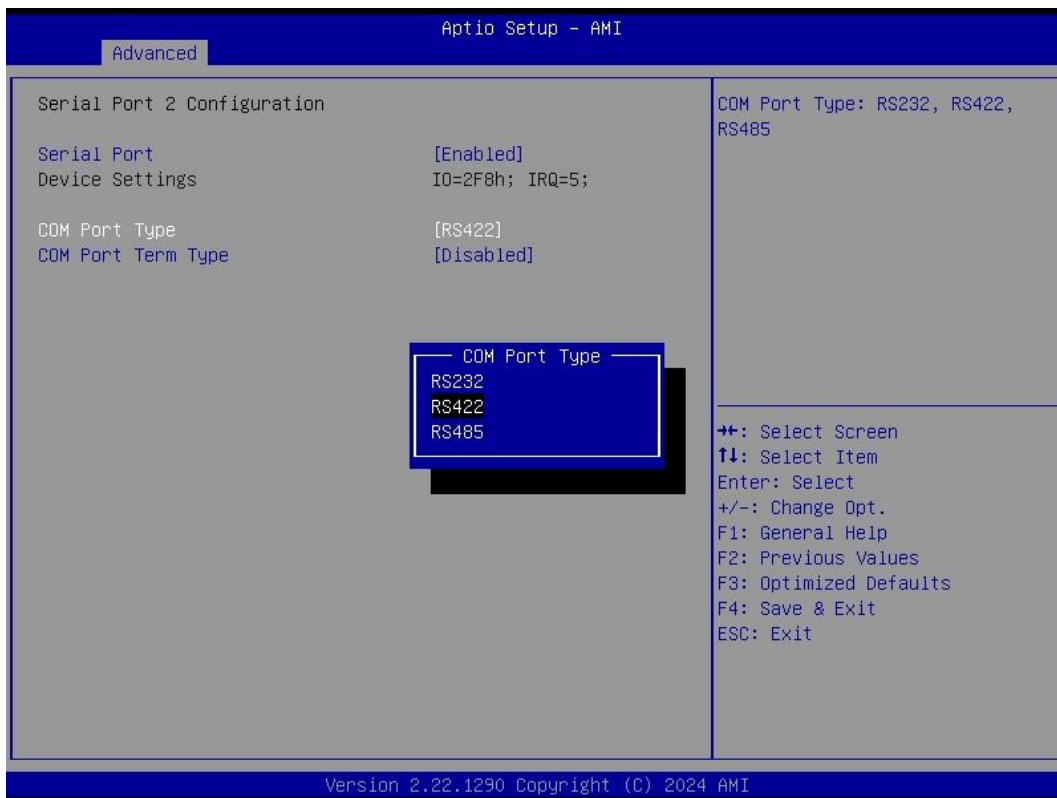 Aptio Setup – AMI
Advanced
Serial Port 2 Configuration
Serial Port [Enabled]
Device Settings IO=2F8h; IRQ=5;
COM Port Type [RS422]
COM Port Term Type [Disabled]
COM Port Type
RS232
RS422
RS485
COM Port Type: RS232, RS422,
RS485
→←: Select Screen
↑↓: Select Item
Enter: Select
+/-: Change Opt.
F1: General Help
F2: Previous Values
F3: Optimized Defaults
F4: Save & Exit
ESC: Exit
Version 2.22.1290 Copyright (C) 2024 AMI